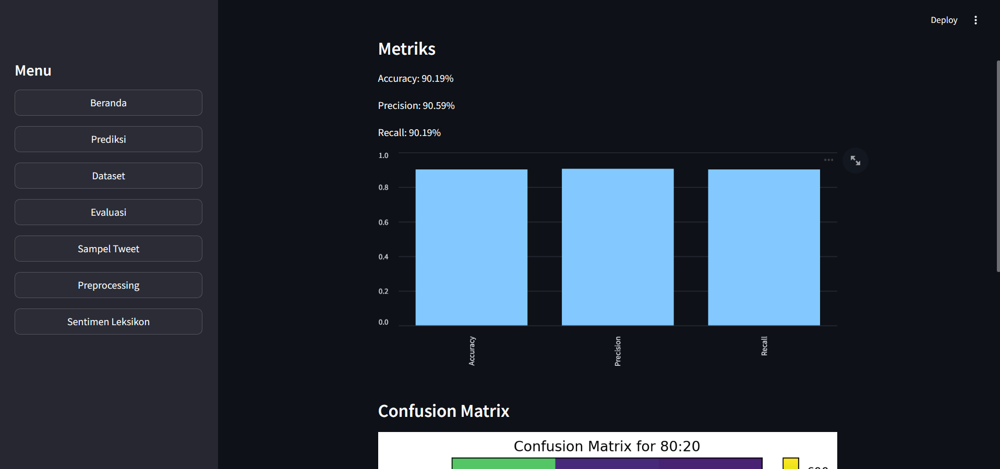 Deploy
Menu
Beranda
Prediksi
Dataset
Evaluasi
Sampel Tweet
Preprocessing
Sentimen Leksikon
Metriks
Accuracy: 90.19%
Precision: 90.59%
Recall: 90.19%
1.0
0.8
0.6
0.4
0.2
0.0
Accuracy
Precision
Recall
Confusion Matrix
Confusion Matrix for 80:20